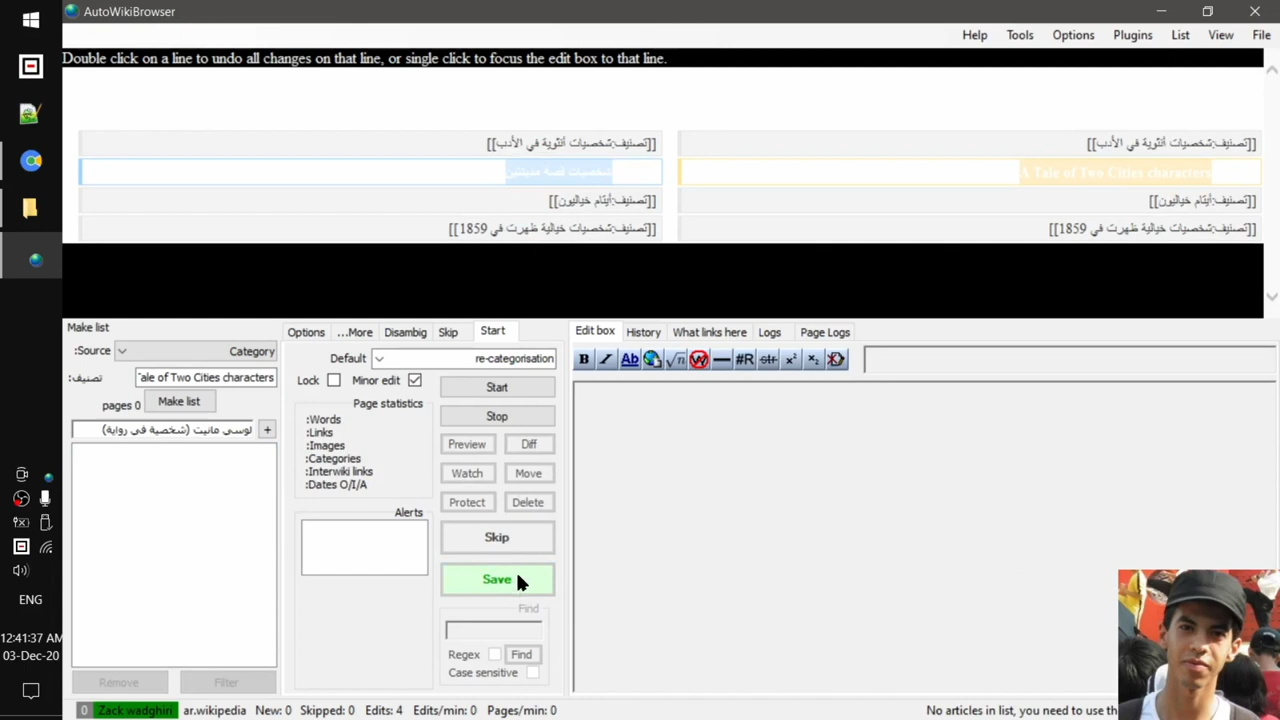 AutoWikiBrowser
Help Tools Options Plugins List View File
Double click on a line to undo all changes on that line, or single click to focus the edit box to that line.
[[تصنيف:شخصيات أنثوية في الأدب]] [[تصنيف:شخصيات أنثوية في الأدب]]
A Tale of Two Cities characters شخصيات قصة مدينتين
[[تصنيف:أيتام خياليون]] [[تصنيف:أيتام خياليون]]
[[تصنيف:شخصيات خيالية ظهرت في 1859]] [[تصنيف:شخصيات خيالية ظهرت في 1859]]
Make list
:Source Category
تصنيف: ale of Two Cities characters
pages 0 Make list
لوسي مانيت (شخصية في رواية) +
Remove Filter
Options ...More Disambig Skip Start
Default re-categorisation
Lock Minor edit
Start
Page statistics
Stop
:Words
:Links
:Images
:Categories
:Interwiki links
:Dates O/I/A
Preview Diff
Watch Move
Protect Delete
Alerts
Skip
Save
Find
Regex Find
Case sensitive
Edit box History What links here Logs Page Logs
B I Ab √n W — #R str x² x₂
ENG
12:41:37 AM
03-Dec-20
0 Zack wadghiri ar.wikipedia New: 0 Skipped: 0 Edits: 4 Edits/min: 0 Pages/min: 0 No articles in list, you need to use th